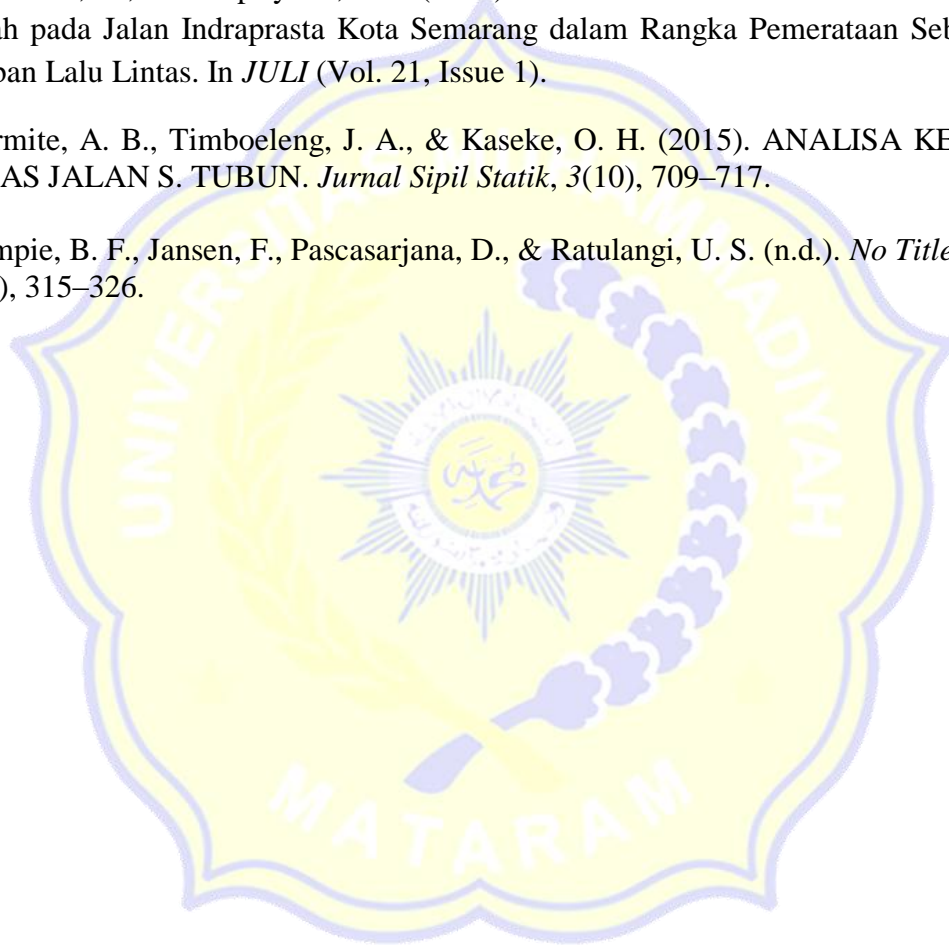 ah pada Jalan Indraprasta Kota Semarang dalam Rangka Pemerataan Seb
ban Lalu Lintas. In JULI (Vol. 21, Issue 1).
rmite, A. B., Timboeleng, J. A., & Kaseke, O. H. (2015). ANALISA KE
AS JALAN S. TUBUN. Jurnal Sipil Statik, 3(10), 709–717.
mpie, B. F., Jansen, F., Pascasarjana, D., & Ratulangi, U. S. (n.d.). No Title
), 315–326.
UNIVERSITAS MUHAMMADIYAH
MATARAM